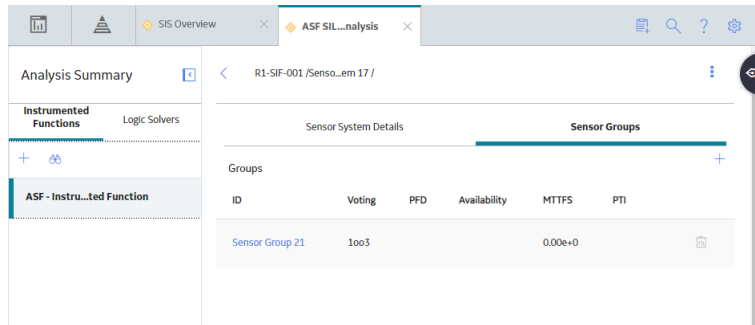 SIS Overview
ASF SIL...nalysis
?
Analysis Summary
R1-SIF-001 /Senso...em 17 /
Instrumented
Functions
Logic Solvers
Sensor System Details
Sensor Groups
Groups
ID Voting PFD Availability MTTFS PTI
ASF - Instru...ted Function
Sensor Group 21 1oo3 0.00e+0